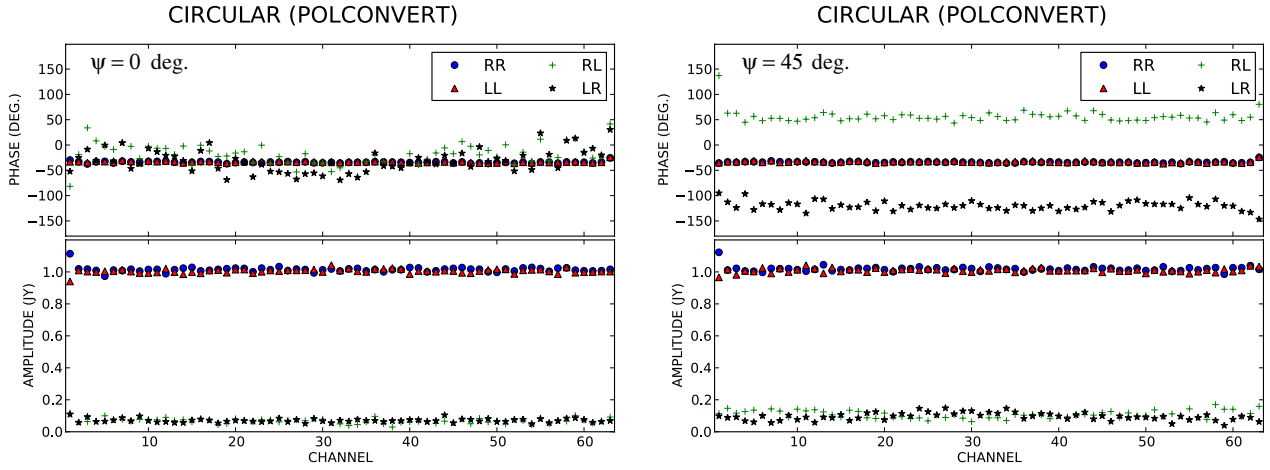 CIRCULAR (POLCONVERT)
ψ = 0 deg.
RR
RL
LL
LR
150
100
50
0
−50
−100
−150
PHASE (DEG.)
1.0
0.8
0.6
0.4
0.2
0.0
AMPLITUDE (JY)
10 20 30 40 50 60
CHANNEL
CIRCULAR (POLCONVERT)
ψ = 45 deg.
RR
RL
LL
LR
150
100
50
0
−50
−100
−150
PHASE (DEG.)
1.0
0.8
0.6
0.4
0.2
0.0
AMPLITUDE (JY)
10 20 30 40 50 60
CHANNEL